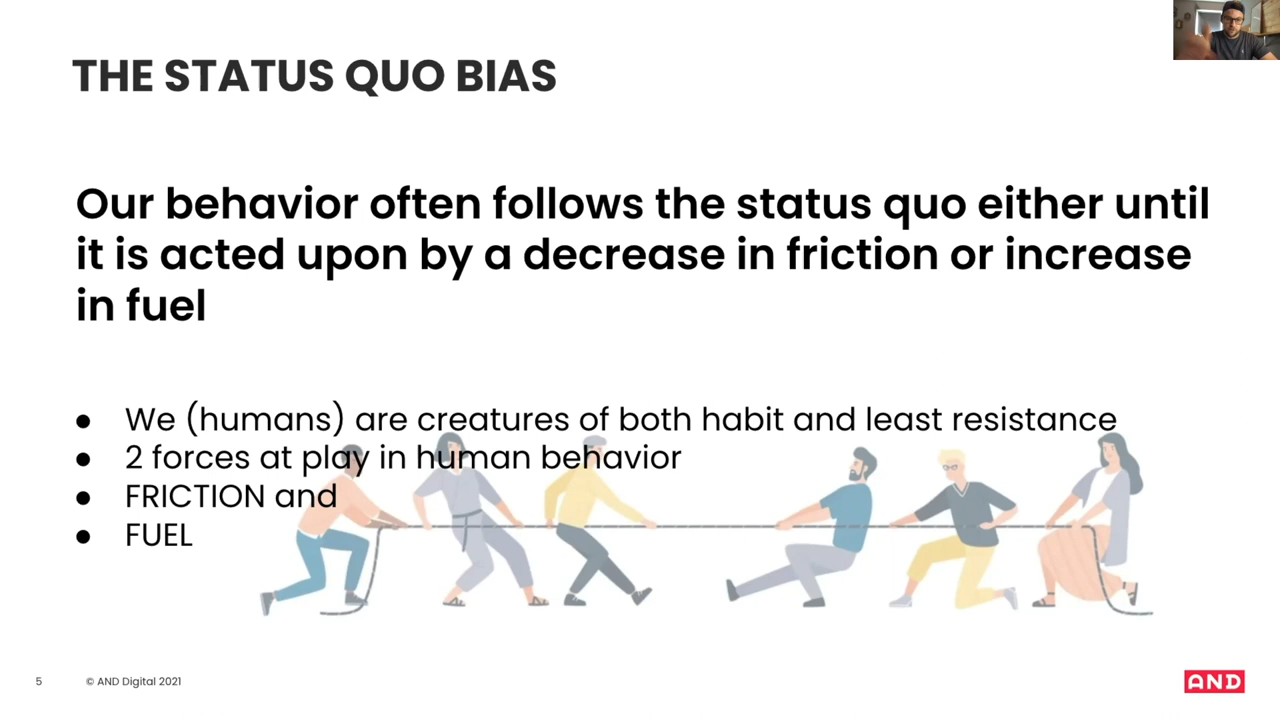 THE STATUS QUO BIAS
Our behavior often follows the status quo either until
it is acted upon by a decrease in friction or increase
in fuel
● We (humans) are creatures of both habit and least resistance
● 2 forces at play in human behavior
● FRICTION and
● FUEL
5 © AND Digital 2021
AND